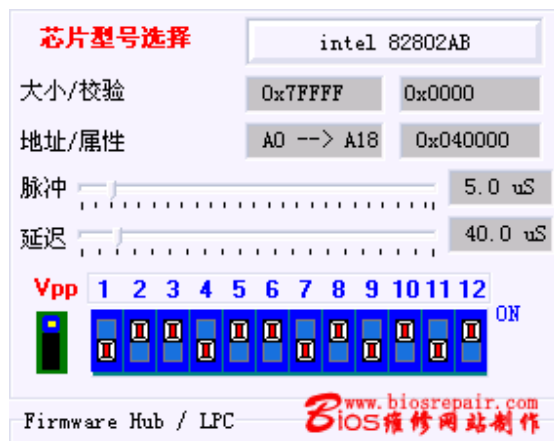 芯片型号选择 intel 82802AB
大小/校验 0x7FFFF 0x0000
地址/属性 A0 --> A18 0x040000
脉冲 5.0 uS
延迟 40.0 uS
Vpp 1 2 3 4 5 6 7 8 9 10 11 12
ON
www.biosrepair.com
Firmware Hub / LPC Bios维修网站制作